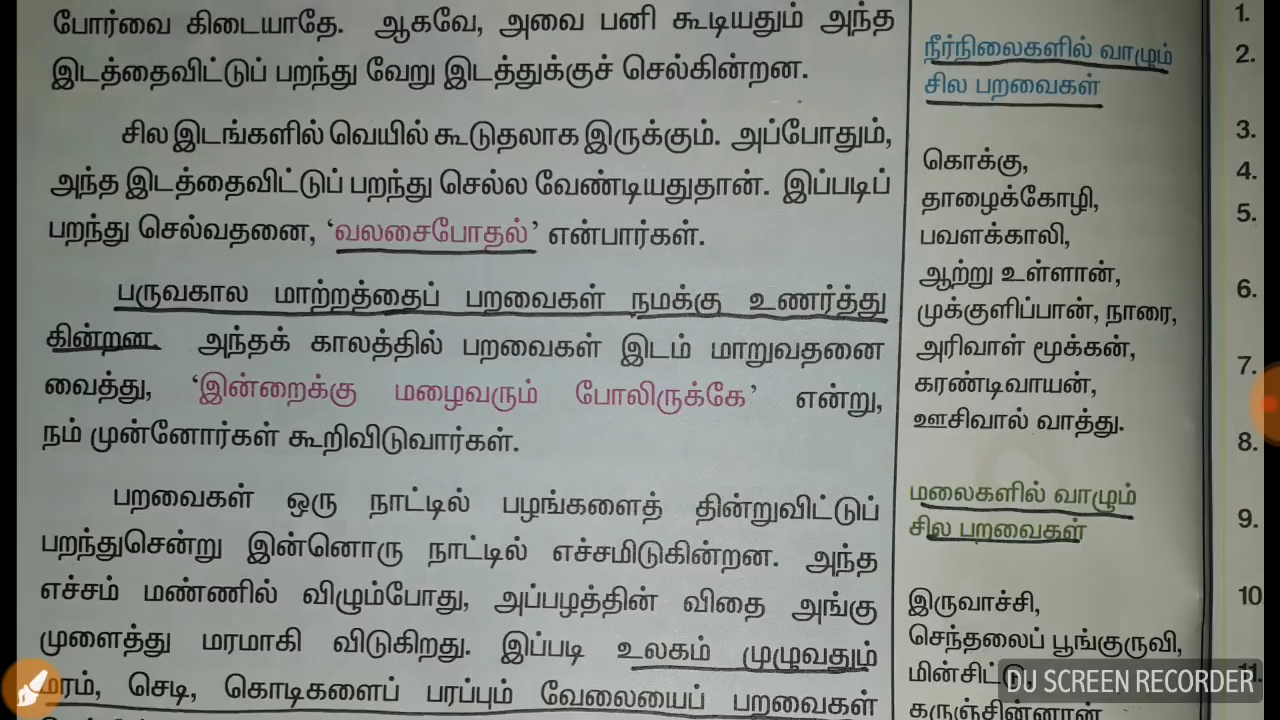 போர்வை கிடையாதே. ஆகவே, அவை பனி கூடியதும் அந்த
இடத்தைவிட்டுப் பறந்து வேறு இடத்துக்குச் செல்கின்றன.
சில இடங்களில் வெயில் கூடுதலாக இருக்கும். அப்போதும்,
அந்த இடத்தைவிட்டுப் பறந்து செல்ல வேண்டியதுதான். இப்படிப்
பறந்து செல்வதனை, ‘வலசைபோதல்’ என்பார்கள்.
பருவகால மாற்றத்தைப் பறவைகள் நமக்கு உணர்த்து
கின்றன. அந்தக் காலத்தில் பறவைகள் இடம் மாறுவதனை
வைத்து, ‘இன்றைக்கு மழைவரும் போலிருக்கே’ என்று,
நம் முன்னோர்கள் கூறிவிடுவார்கள்.
பறவைகள் ஒரு நாட்டில் பழங்களைத் தின்றுவிட்டுப்
பறந்துசென்று இன்னொரு நாட்டில் எச்சமிடுகின்றன. அந்த
எச்சம் மண்ணில் விழும்போது, அப்பழத்தின் விதை அங்கு
முளைத்து மரமாகி விடுகிறது. இப்படி உலகம் முழுவதும்
மரம், செடி, கொடிகளைப் பரப்பும் வேலையைப் பறவைகள்
நீர்நிலைகளில் வாழும்
சில பறவைகள்
கொக்கு,
தாழைக்கோழி,
பவளக்காலி,
ஆற்று உள்ளான்,
முக்குளிப்பான், நாரை,
அரிவாள் மூக்கன்,
கரண்டிவாயன்,
ஊசிவால் வாத்து.
மலைகளில் வாழும்
சில பறவைகள்
இருவாச்சி,
செந்தலைப் பூங்குருவி,
மின்சிட்டு,
கருஞ்சின்னான்
1.
2.
3.
4.
5.
6.
7.
8.
9.
10
11.
DU SCREEN RECORDER